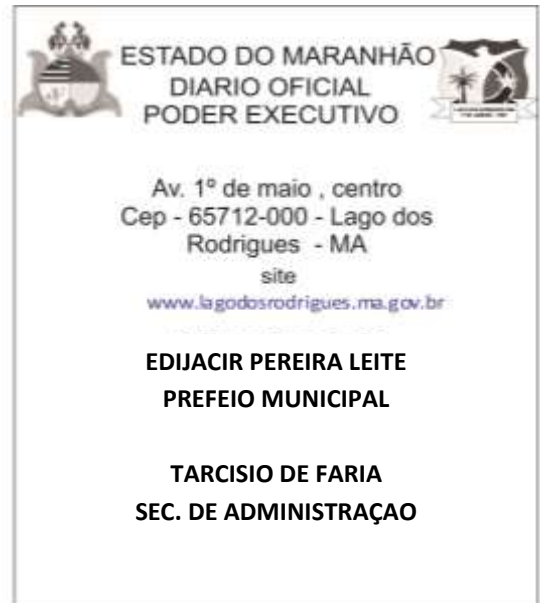 ESTADO DO MARANHÃO
DIARIO OFICIAL
PODER EXECUTIVO
Av. 1º de maio , centro
Cep - 65712-000 - Lago dos
Rodrigues - MA
site
www.lagodosrodrigues.ma.gov.br
EDIJACIR PEREIRA LEITE
PREFEIO MUNICIPAL
TARCISIO DE FARIA
SEC. DE ADMINISTRAÇAO